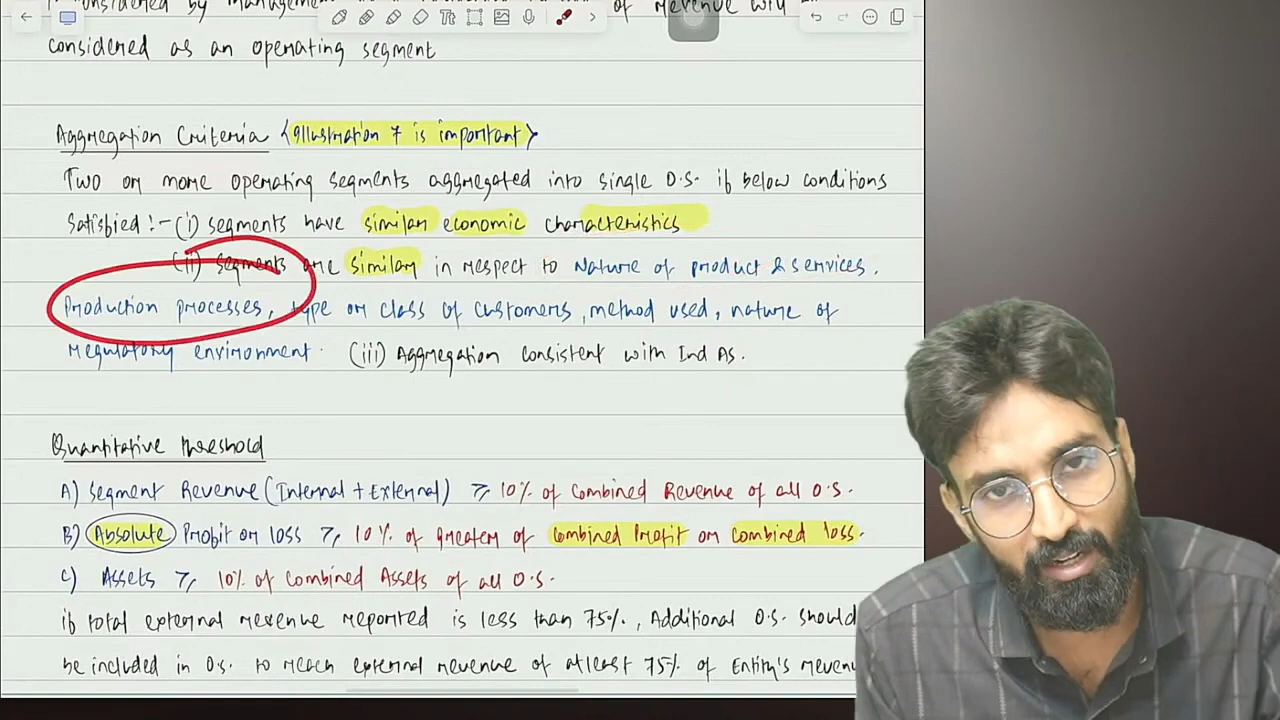 of revenue will
considered as an operating segment
Aggregation Criteria <Illustration 7 is important>
Two or more operating segments aggregated into single O.S. if below conditions
Satisfied :- (i) segments have similar economic characteristics
(ii) segments are similar in respect to Nature of product & services,
Production processes, type or class of customers, method used, nature of
regulatory environment. (iii) Aggregation consistent with Ind AS.
Quantitative threshold
A) Segment Revenue (Internal + External) ≥ 10% of Combined Revenue of all O.S.
B) Absolute Profit or loss ≥ 10% of greater of combined Profit or combined loss.
C) Assets ≥ 10% of Combined Assets of all O.S.
if total external revenue reported is less than 75%, Additional O.S. should
be included in O.S. to reach external revenue of atleast 75% of Entity's revenue